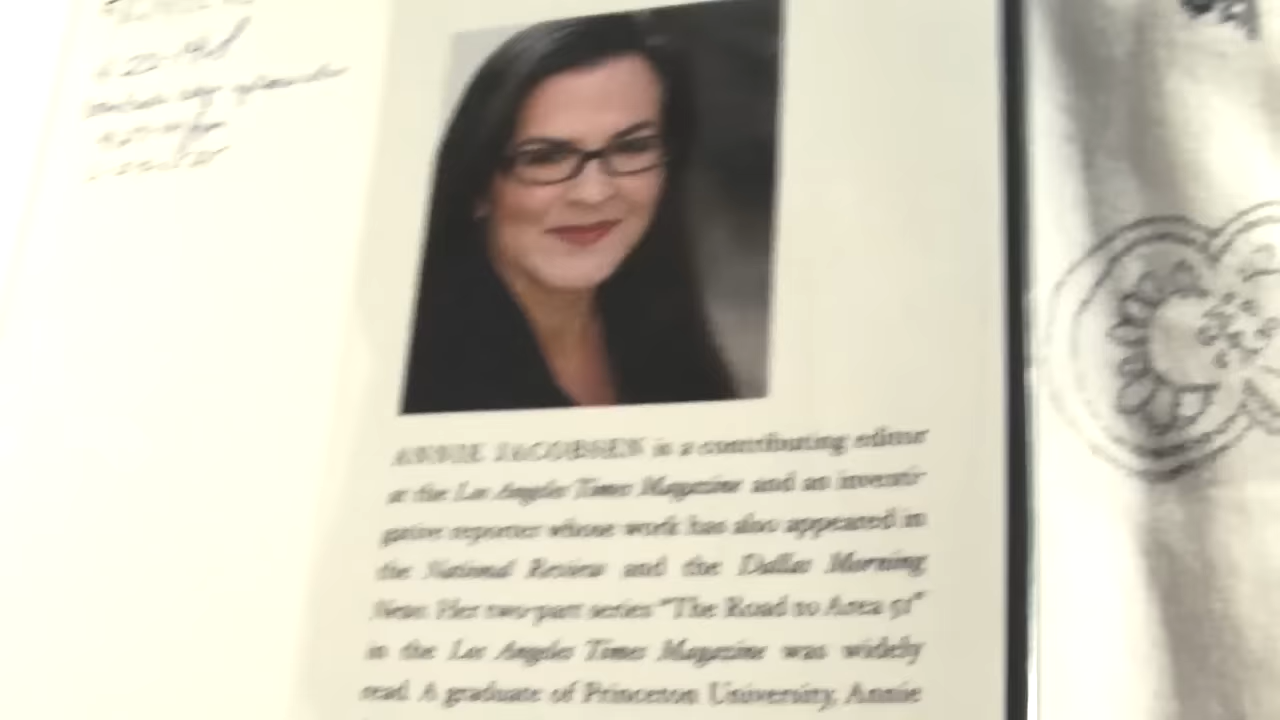 ANNIE JACOBSEN is a contributing editor
at the Los Angeles Times Magazine and an investi-
gative reporter whose work has also appeared in
the National Review and the Dallas Morning
News. Her two-part series "The Road to Area 51"
in the Los Angeles Times Magazine was widely
read. A graduate of Princeton University, Annie